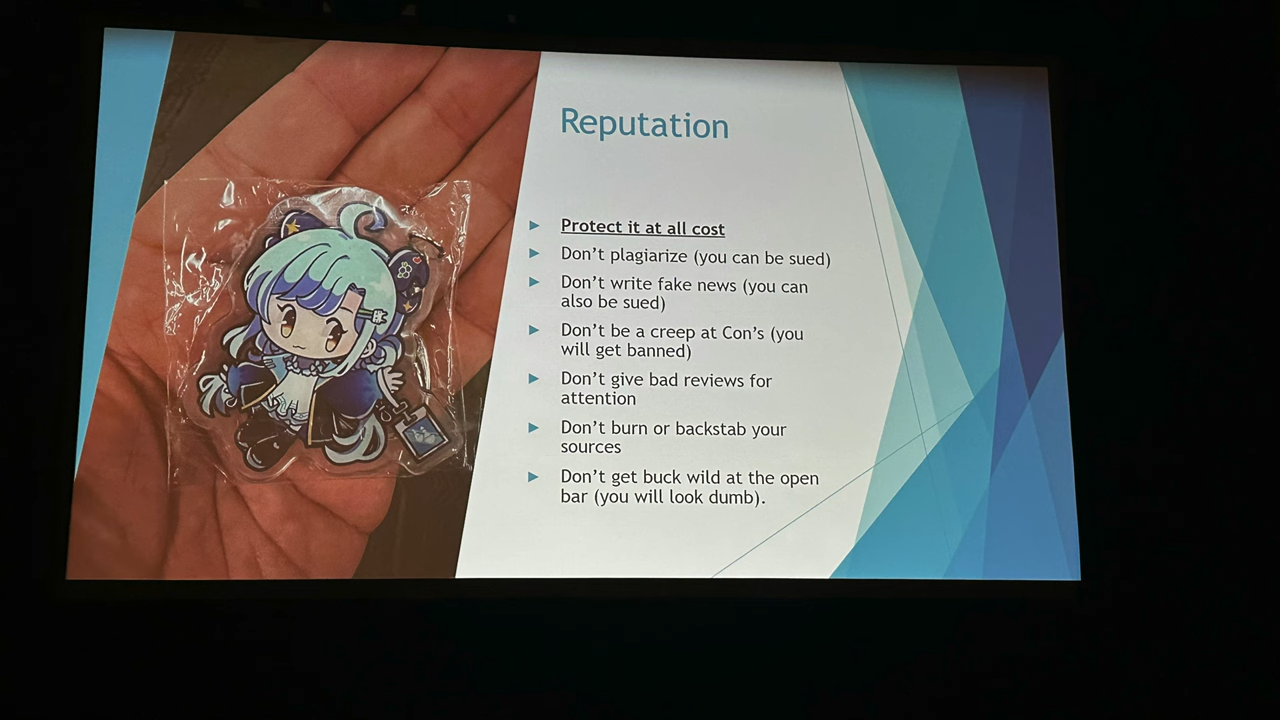 Reputation
Protect it at all cost
Don't plagiarize (you can be sued)
Don't write fake news (you can
also be sued)
Don't be a creep at Con's (you
will get banned)
Don't give bad reviews for
attention
Don't burn or backstab your
sources
Don't get buck wild at the open
bar (you will look dumb).